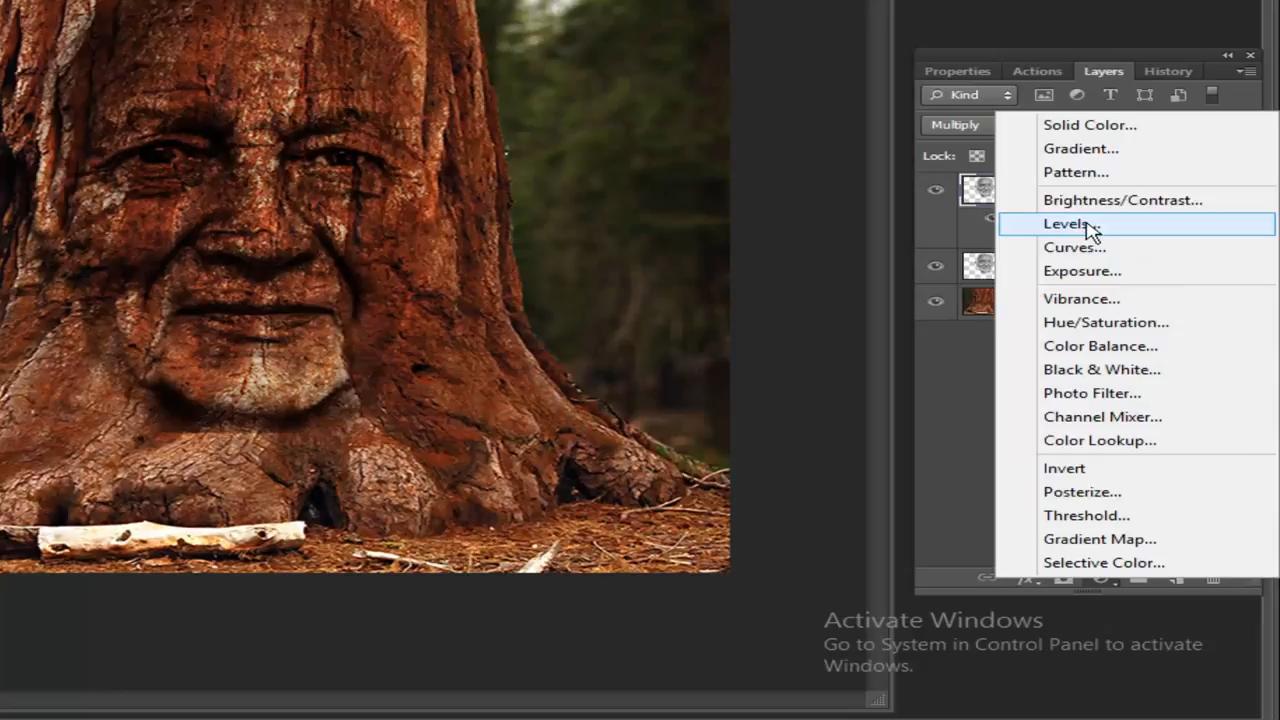 Properties Actions Layers History
Kind
Multiply
Lock:
Solid Color...
Gradient...
Pattern...
Brightness/Contrast...
Levels...
Curves...
Exposure...
Vibrance...
Hue/Saturation...
Color Balance...
Black & White...
Photo Filter...
Channel Mixer...
Color Lookup...
Invert
Posterize...
Threshold...
Gradient Map...
Selective Color...
Activate Windows
Go to System in Control Panel to activate
Windows.